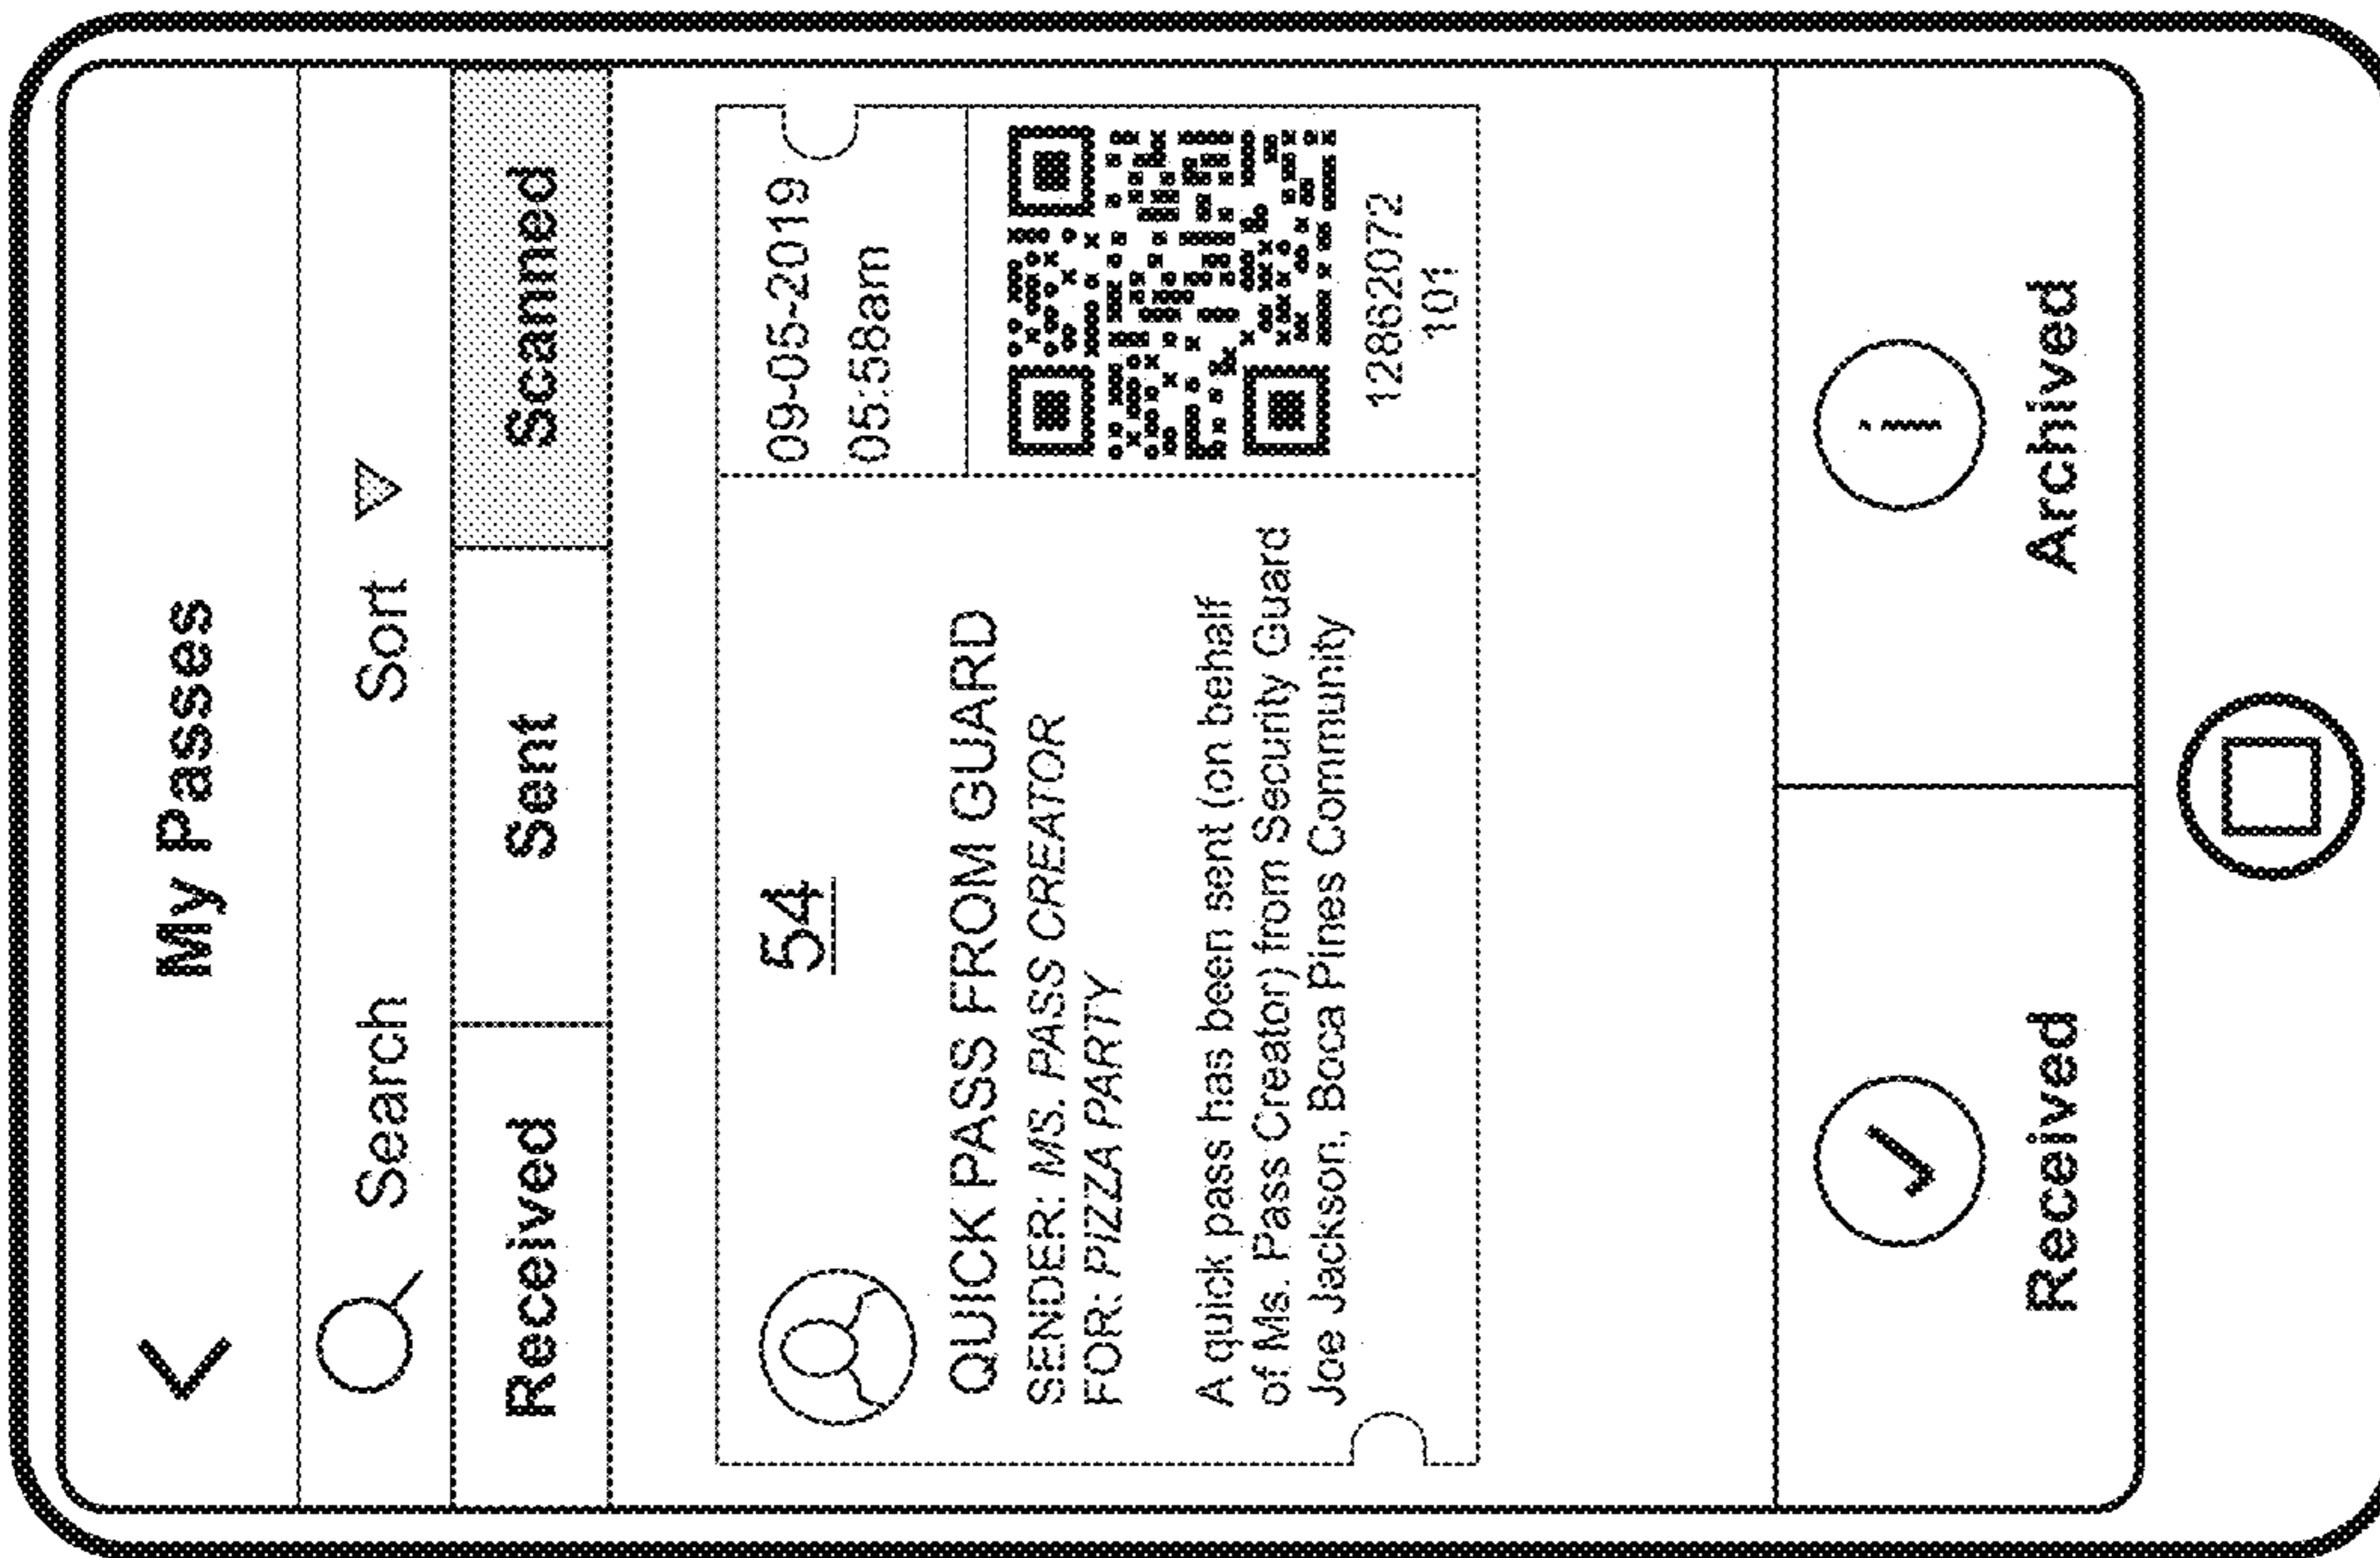 My Passes
Search Sort
Received Sent Scanned
54
09-05-2019
05:58am
QUICK PASS FROM GUARD
SENDER: MS. PASS CREATOR
FOR: PIZZA PARTY
A quick pass has been sent (on behalf
of Ms. Pass Creator) from Security Guard
Joe Jackson, Boca Pines Community
12862072
101
Received Archived